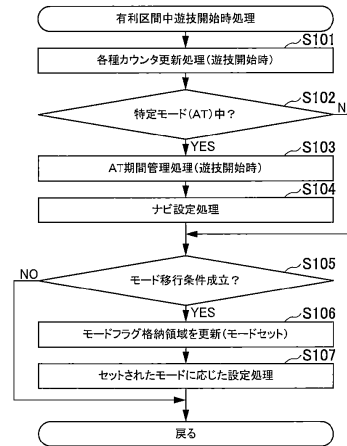 有利区間中遊技開始時処理
S101
各種カウンタ更新処理(遊技開始時)
S102
特定モード(AT)中?
N
YES
S103
AT期間管理処理(遊技開始時)
S104
ナビ設定処理
S105
NO
モード移行条件成立?
YES
S106
モードフラグ格納領域を更新(モードセット)
S107
セットされたモードに応じた設定処理
戻る